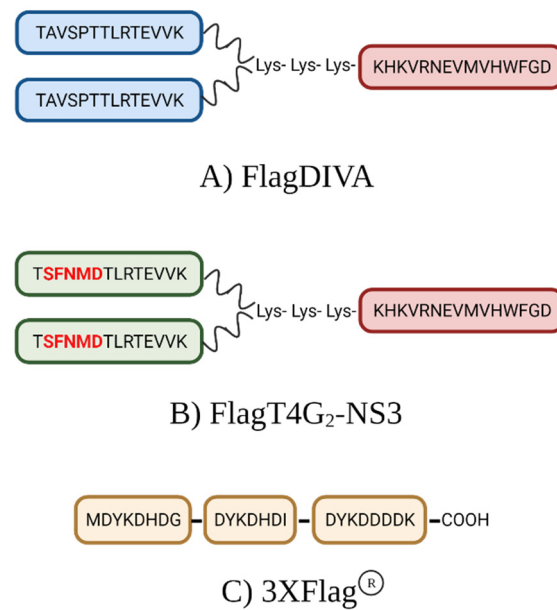 TAVSPTTLRTEVVK
Lys- Lys- Lys- KHKVRNEVMVHWFGD
TAVSPTTLRTEVVK
A) FlagDIVA
TSFNMDTLRTEVVK
Lys- Lys- Lys- KHKVRNEVMVHWFGD
TSFNMDTLRTEVVK
B) FlagT4G₂-NS3
MDYKDHDG – DYKDHDI – DYKDDDDK – COOH
C) 3XFlag®